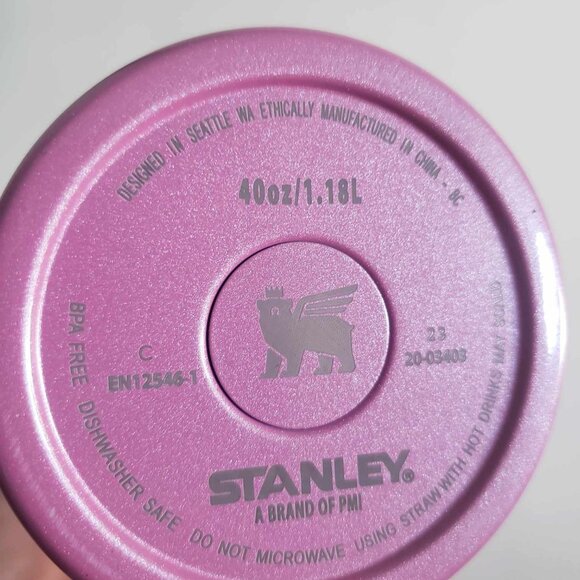 DESIGNED IN SEATTLE WA ETHICALLY MANUFACTURED IN CHINA - 8C
40oz/1.18L
C
EN12546-1
23
20-03403
STANLEY®
A BRAND OF PMI
BPA FREE DISHWASHER SAFE DO NOT MICROWAVE USING STRAW WITH HOT DRINKS MAY SCALD